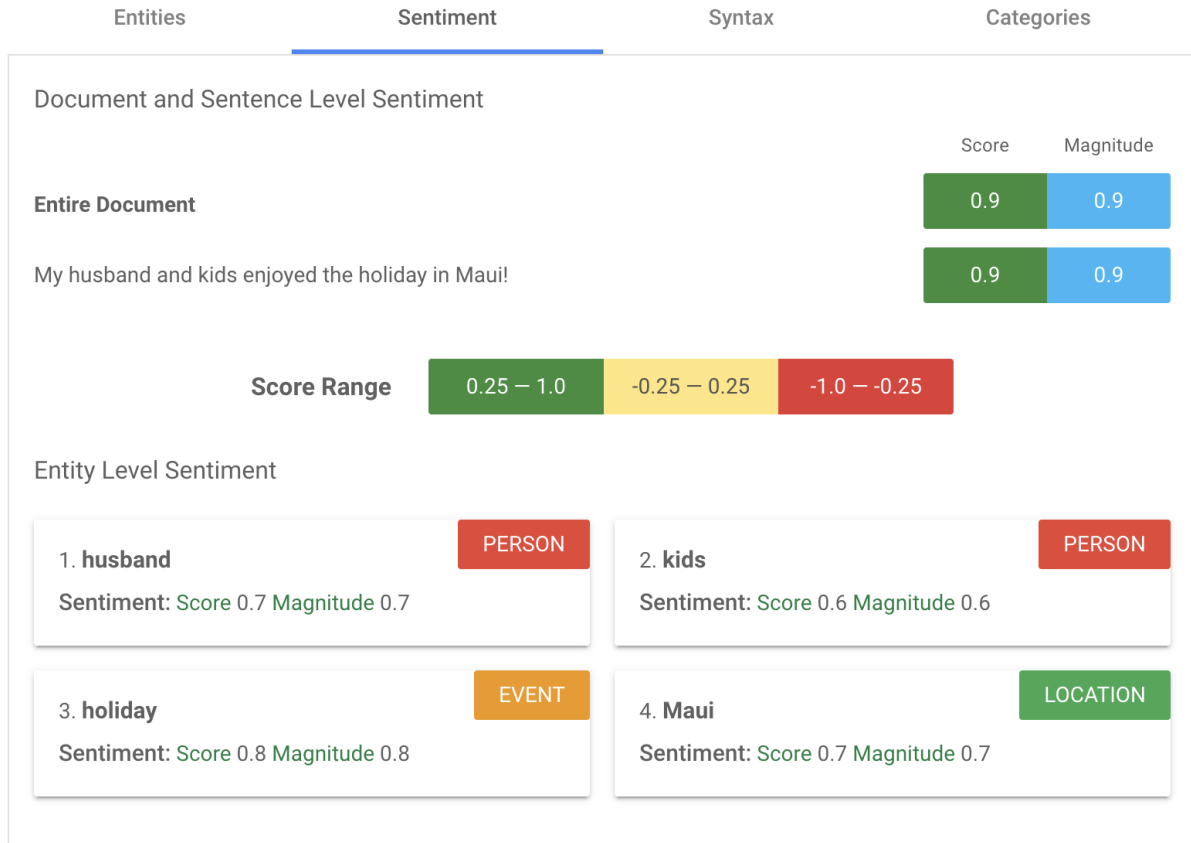 Entities Sentiment Syntax Categories
Document and Sentence Level Sentiment
Score Magnitude
Entire Document 0.9 0.9
My husband and kids enjoyed the holiday in Maui! 0.9 0.9
Score Range 0.25 — 1.0 -0.25 — 0.25 -1.0 — -0.25
Entity Level Sentiment
1. husband PERSON
Sentiment: Score 0.7 Magnitude 0.7
2. kids PERSON
Sentiment: Score 0.6 Magnitude 0.6
3. holiday EVENT
Sentiment: Score 0.8 Magnitude 0.8
4. Maui LOCATION
Sentiment: Score 0.7 Magnitude 0.7